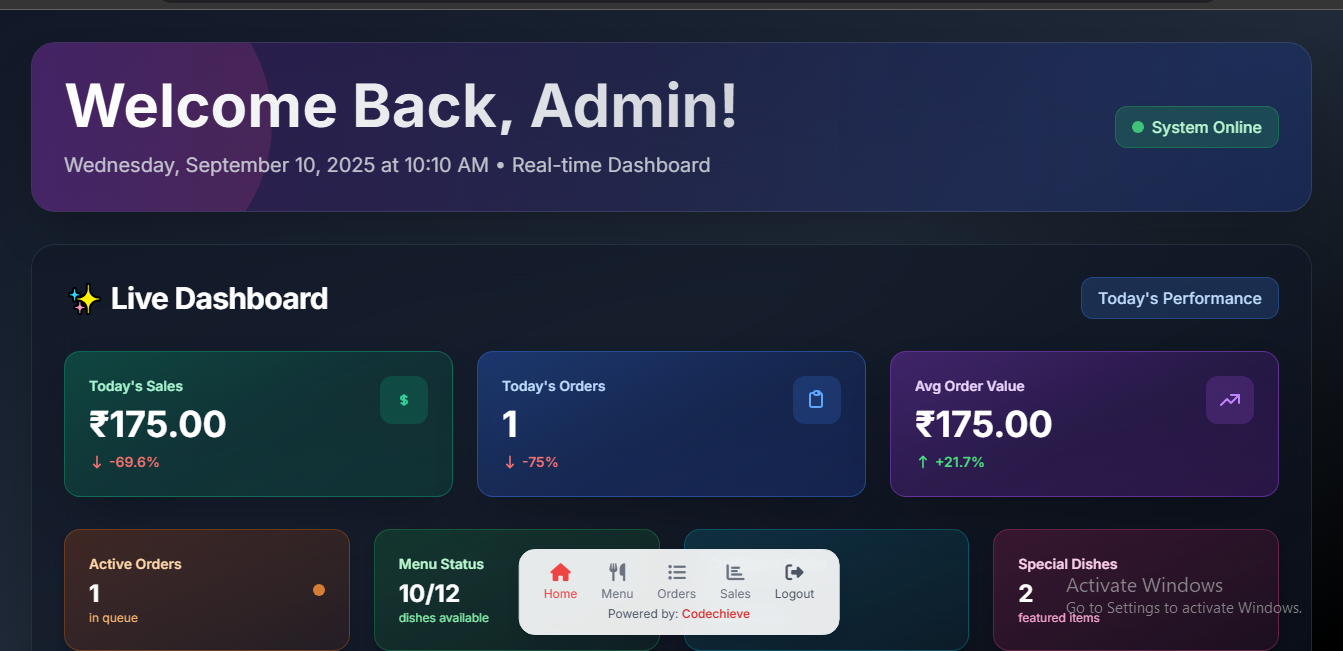 Welcome Back, Admin!
Wednesday, September 10, 2025 at 10:10 AM • Real-time Dashboard
System Online
✨ Live Dashboard
Today's Performance
Today's Sales
₹175.00
↓ -69.6%
$
Today's Orders
1
↓ -75%
Avg Order Value
₹175.00
↑ +21.7%
Active Orders
1
in queue
Menu Status
10/12
dishes available
Special Dishes
2
featured items
Home
Menu
Orders
Sales
Logout
Powered by: Codechieve
Activate Windows
Go to Settings to activate Windows.